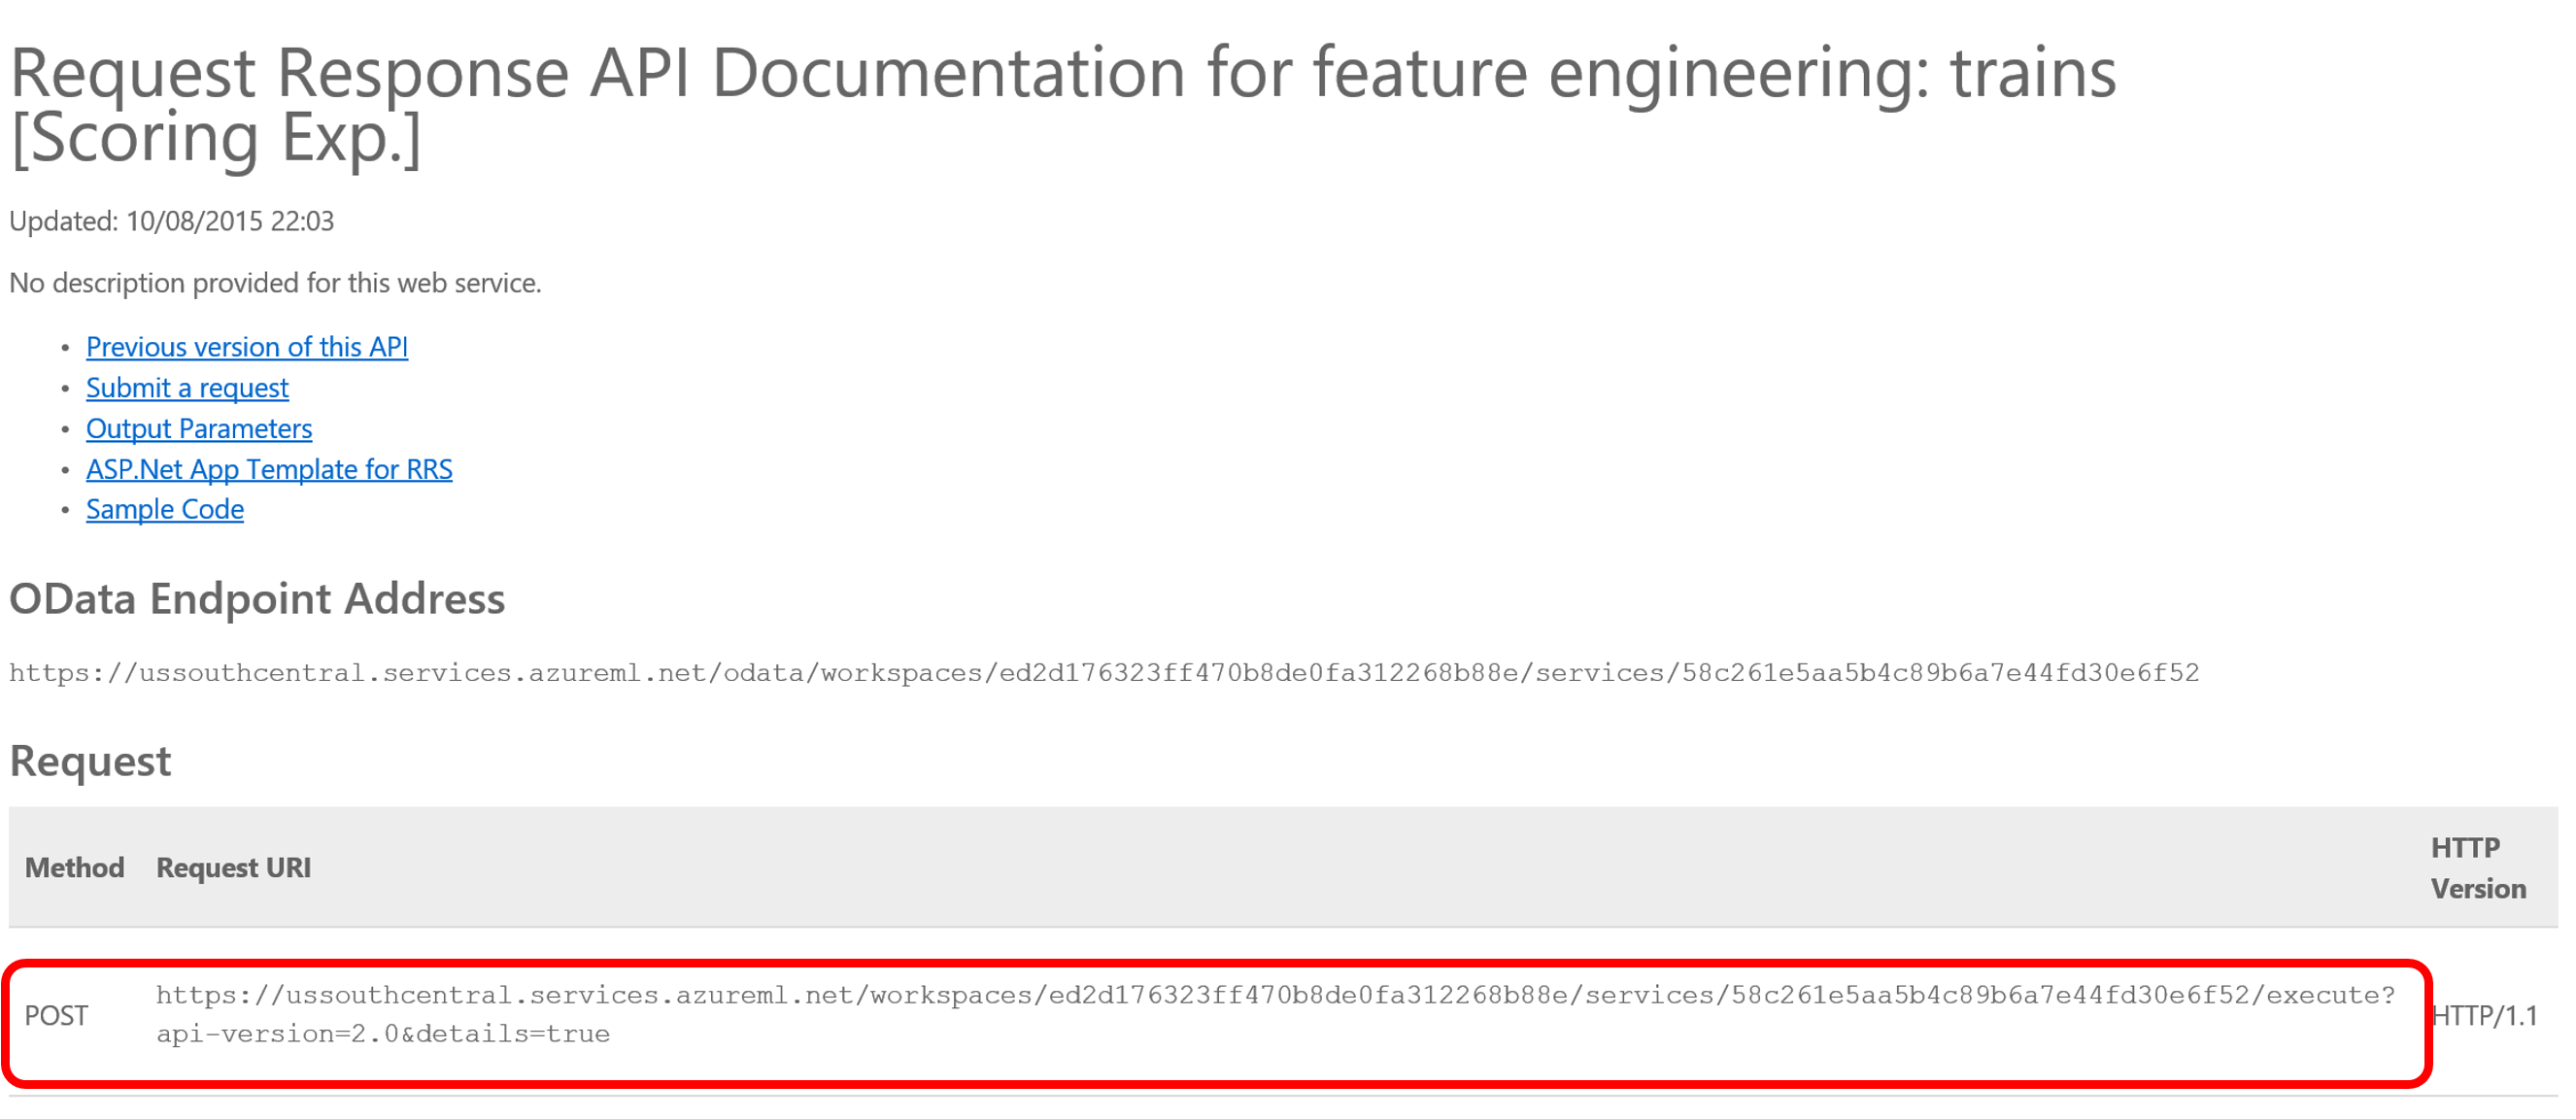 Request Response API Documentation for feature engineering: trains
[Scoring Exp.]
Updated: 10/08/2015 22:03
No description provided for this web service.
• Previous version of this API
• Submit a request
• Output Parameters
• ASP.Net App Template for RRS
• Sample Code
OData Endpoint Address
https://ussouthcentral.services.azureml.net/odata/workspaces/ed2d176323ff470b8de0fa312268b88e/services/58c261e5aa5b4c89b6a7e44fd30e6f52
Request
Method Request URI HTTP Version
POST https://ussouthcentral.services.azureml.net/workspaces/ed2d176323ff470b8de0fa312268b88e/services/58c261e5aa5b4c89b6a7e44fd30e6f52/execute?
api-version=2.0&details=true HTTP/1.1